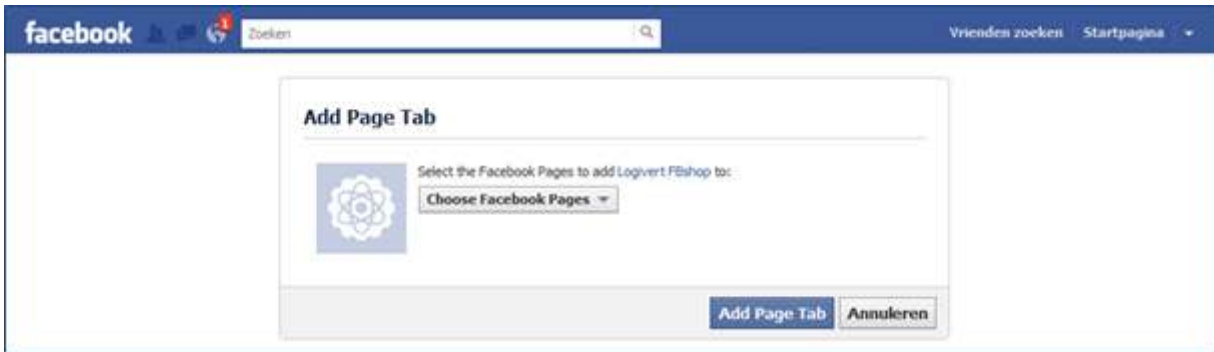 facebook 1 Zoeken Vrienden zoeken Startpagina
Add Page Tab
Select the Facebook Pages to add Logivert FBshop to:
Choose Facebook Pages
Add Page Tab Annuleren